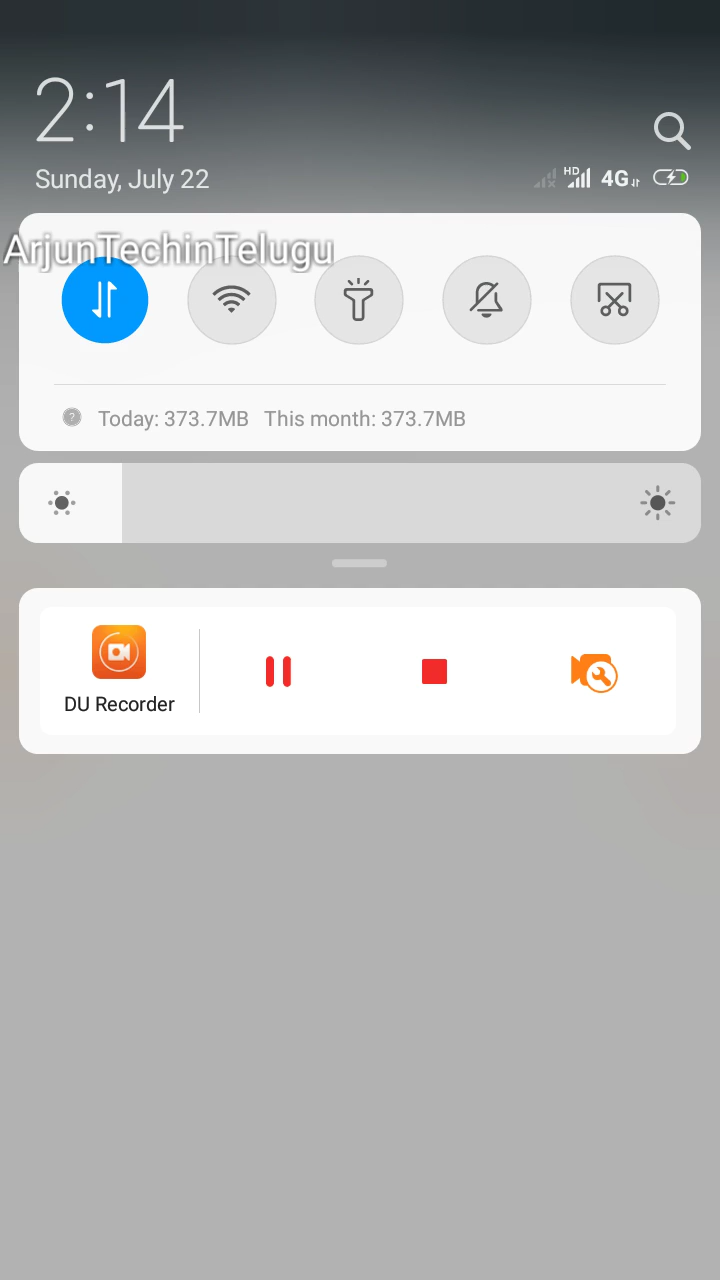 2:14
Sunday, July 22
HD 4G
ArjunTechinTelugu
Today: 373.7MB This month: 373.7MB
DU Recorder